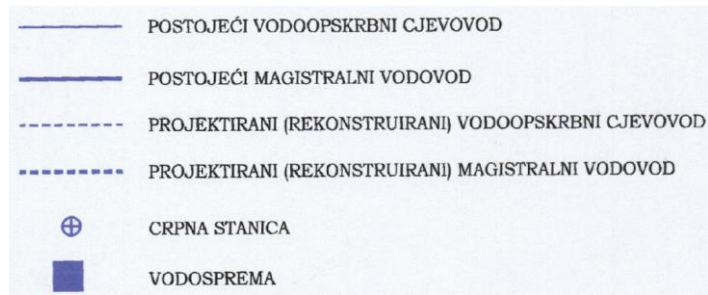 POSTOJEĆI VODOOPSKRBNI CJEVOVOD
POSTOJEĆI MAGISTRALNI VODOVOD
PROJEKTIRANI (REKONSTRUIRANI) VODOOPSKRBNI CJEVOVOD
PROJEKTIRANI (REKONSTRUIRANI) MAGISTRALNI VODOVOD
CRPNA STANICA
VODOSPREMA